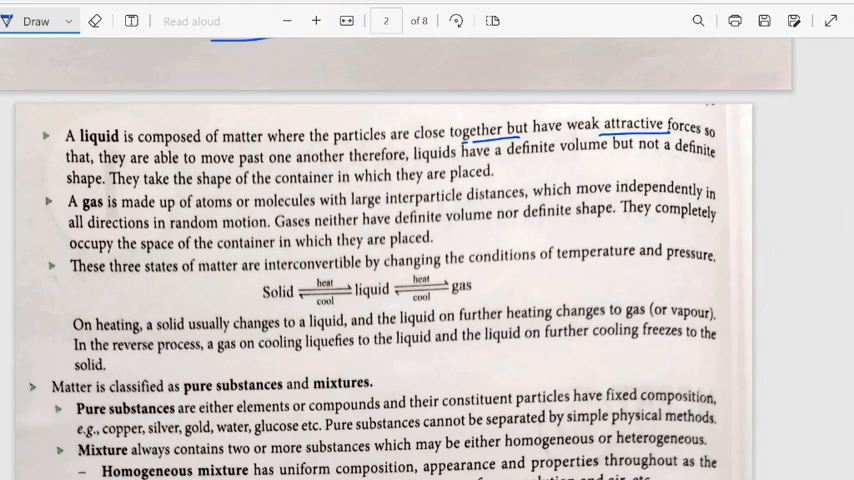 Draw
Read aloud
2
of 8
A liquid is composed of matter where the particles are close together but have weak attractive forces so
that, they are able to move past one another therefore, liquids have a definite volume but not a definite
shape. They take the shape of the container in which they are placed.
A gas is made up of atoms or molecules with large interparticle distances, which move independently in
all directions in random motion. Gases neither have definite volume nor definite shape. They completely
occupy the space of the container in which they are placed.
These three states of matter are interconvertible by changing the conditions of temperature and pressure.
heat heat
Solid liquid gas
cool cool
On heating, a solid usually changes to a liquid, and the liquid on further heating changes to gas (or vapour).
In the reverse process, a gas on cooling liquefies to the liquid and the liquid on further cooling freezes to the
solid.
Matter is classified as pure substances and mixtures.
Pure substances are either elements or compounds and their constituent particles have fixed composition,
e.g., copper, silver, gold, water, glucose etc. Pure substances cannot be separated by simple physical methods.
Mixture always contains two or more substances which may be either homogeneous or heterogeneous.
– Homogeneous mixture has uniform composition, appearance and properties throughout as the